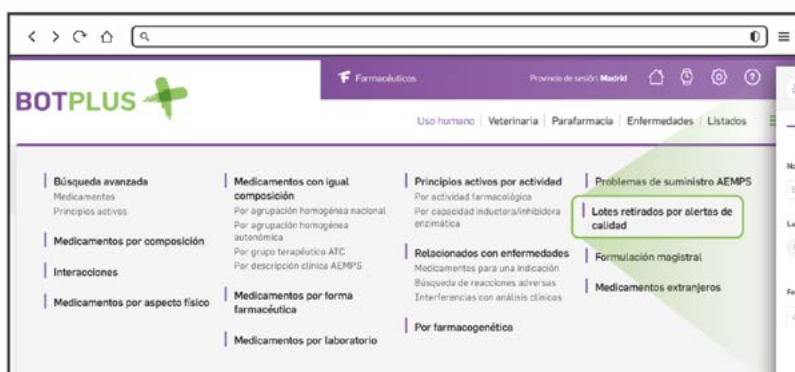 Farmacéuticos
Provincia de sesión: Madrid
BOTPLUS
Uso humano
Veterinaria
Parafarmacia
Enfermedades
Listados
Búsqueda avanzada
Medicamentos
Principios activos
Medicamentos por composición
Interacciones
Medicamentos por aspecto físico
Medicamentos con igual
composición
Por agrupación homogénea nacional
Por agrupación homogénea
autonómica
Por grupo terapéutico ATC
Por descripción clínica AEMPS
Medicamentos por forma
farmacéutica
Medicamentos por laboratorio
Principios activos por actividad
Por actividad farmacológica
Por capacidad inductora/inhibidora
enzimática
Relacionados con enfermedades
Medicamentos para una indicación
Búsqueda de reacciones adversas
Interferencias con análisis clínicos
Por farmacogenética
Problemas de suministro AEMPS
Lotes retirados por alertas de
calidad
Formulación magistral
Medicamentos extranjeros